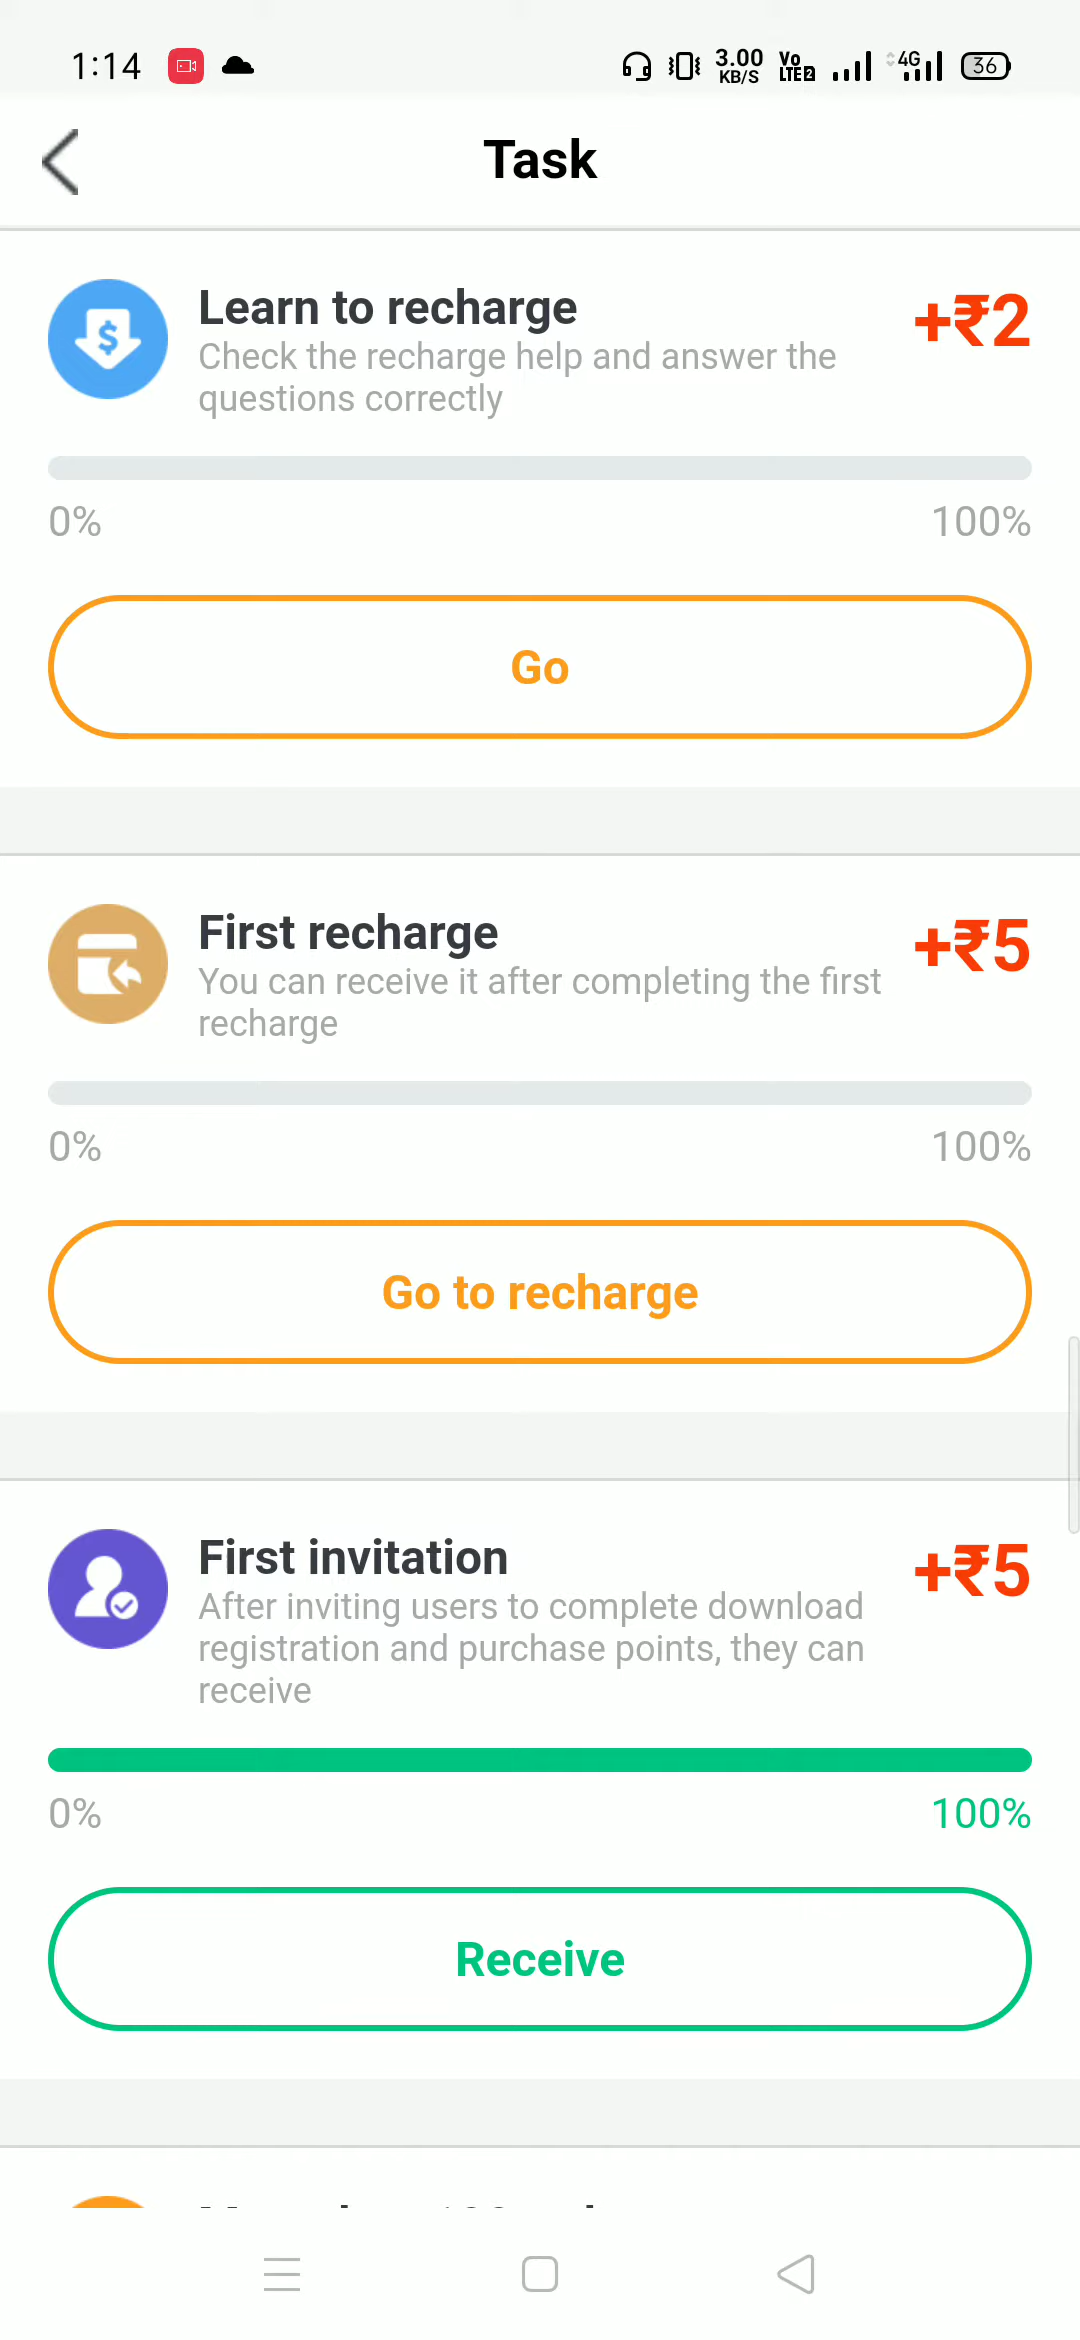 1:14
3.00
KB/S
Vo
LTE 2
4G
36
Task
Learn to recharge
+₹2
Check the recharge help and answer the
questions correctly
0%
100%
Go
First recharge
+₹5
You can receive it after completing the first
recharge
0%
100%
Go to recharge
First invitation
+₹5
After inviting users to complete download
registration and purchase points, they can
receive
0%
100%
Receive